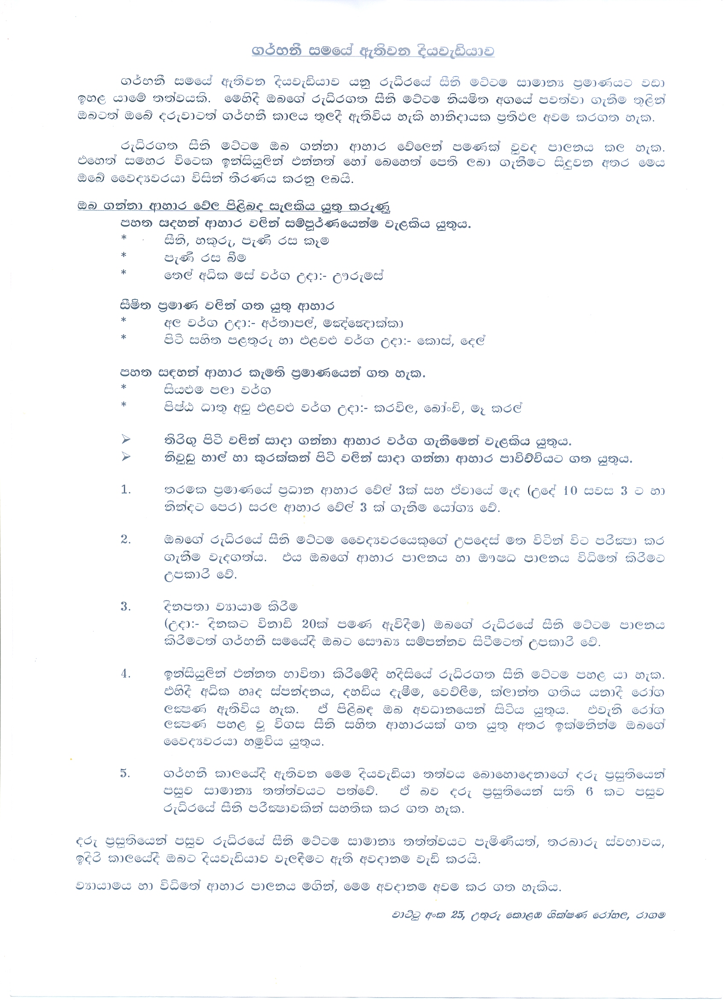 ගර්භනී සමයේ ඇතිවන දියවැඩියාව
ගර්භනී සමයේ ඇතිවන දියවැඩියාව යනු රුධිරයේ සීනි මට්ටම සාමාන්‍ය ප්‍රමාණයට වඩා
ඉහළ යාමේ තත්වයකි. මෙහිදී ඔබගේ රුධිරගත සීනි මට්ටම නියමිත අගයේ පවත්වා ගැනීම තුළින්
ඔබටත් ඔබේ දරුවාටත් ගර්භනී කාලය තුලදී ඇතිවිය හැකි හානිදායක ප්‍රතිඵල අවම කරගත හැක.
රුධිරගත සීනි මට්ටම ඔබ ගන්නා ආහාර වේලෙන් පමණක් වුවද පාලනය කල හැක.
එහෙත් සමහර විටෙක ඉන්සියුලින් එන්නත් හෝ බෙහෙත් පෙති ලබා ගැනීමට සිදුවන අතර මෙය
ඔබේ වෛද්‍යවරයා විසින් තීරණය කරනු ලබයි.
ඔබ ගන්නා ආහාර වේල පිළිබද සැලකිය යුතු කරුණු
පහත සඳහන් ආහාර වලින් සම්පූර්ණයෙන්ම වැළකිය යුතුය.
* සීනි, හකුරු, පැණි රස කෑම
* පැණි රස බීම
* තෙල් අධික මස් වර්ග උදා:- ඌරුමස්
සීමිත ප්‍රමාණ වලින් ගත යුතු ආහාර
* අල වර්ග උදා:- අර්තාපල්, මඤ්ඤොක්කා
* පිටි සහිත පළතුරු හා එළවළු වර්ග උදා:- කොස්, දෙල්
පහත සඳහන් ආහාර කැමති ප්‍රමාණයෙන් ගත හැක.
* සියළුම පලා වර්ග
* පිෂ්ඨ ධාතු අඩු එළවළු වර්ග උදා:- කරවිල, බෝංචි, මෑ කරල්
➢ තිරිගු පිටි වලින් සාදා ගන්නා ආහාර වර්ග ගැනීමෙන් වැළකිය යුතුය.
➢ නිවුඩු හාල් හා කුරක්කන් පිටි වලින් සාදා ගන්නා ආහාර පාවිච්චියට ගත යුතුය.
1. තරමක ප්‍රමාණයේ ප්‍රධාන ආහාර වේල් 3ක් සහ ඒවායේ මැද (උදේ 10 සවස 3 ට හා
නින්දට පෙර) සරල ආහාර වේල් 3 ක් ගැනීම යෝග්‍ය වේ.
2. ඔබගේ රුධිරයේ සීනි මට්ටම වෛද්‍යවරයෙකුගේ උපදෙස් මත විටින් විට පරීක්‍ෂා කර
ගැනීම වැදගත්ය. එය ඔබගේ ආහාර පාලනය හා ඖෂධ පාලනය විධිමත් කිරීමට
උපකාරී වේ.
3. දිනපතා ව්‍යායාම කිරීම
(උදා:- දිනකට විනාඩි 20ක් පමණ ඇවිදීම) ඔබගේ රුධිරයේ සීනි මට්ටම පාලනය
කිරීමටත් ගර්භනී සමයේදී ඔබට සෞඛ්‍ය සම්පන්නව සිටීමටත් උපකාරී වේ.
4. ඉන්සියුලින් එන්නත භාවිතා කිරීමේදී හදිසියේ රුධිරගත සීනි මට්ටම පහළ යා හැක.
එහිදී අධික හෘද ස්පන්දනය, දහඩිය දැමීම, වෙව්ලීම, ක්ලාන්ත ගතිය යනාදී රෝග
ලක්‍ෂණ ඇතිවිය හැක. ඒ පිළිබඳ ඔබ අවධානයෙන් සිටිය යුතුය. එවැනි රෝග
ලක්‍ෂණ පහළ වූ විගස සීනි සහිත ආහාරයක් ගත යුතු අතර ඉක්මනින්ම ඔබගේ
වෛද්‍යවරයා හමුවිය යුතුය.
5. ගර්භනී කාලයේදී ඇතිවන මෙම දියවැඩියා තත්වය බොහොදෙනාගේ දරු ප්‍රසූතියෙන්
පසුව සාමාන්‍ය තත්ත්වයට පත්වේ. ඒ බව දරු ප්‍රසූතියෙන් සති 6 කට පසුව
රුධිරයේ සීනි පරීක්‍ෂාවකින් සහතික කර ගත හැක.
දරු ප්‍රසූතියෙන් පසුව රුධිරයේ සීනි මට්ටම සාමාන්‍ය තත්ත්වයට පැමිණියත්, තරබාරු ස්වභාවය,
ඉදිරි කාලයේදී ඔබට දියවැඩියාව වැලඳීමට ඇති අවදානම වැඩි කරයි.
ව්‍යායාමය හා විධිමත් ආහාර පාලනය මගින්, මෙම අවදානම අවම කර ගත හැකිය.
වාට්ටු අංක 25, උතුරු කොළඹ ශික්ෂණ රෝහල, රාගම